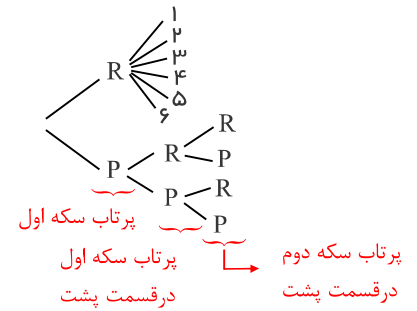 ۱
۲
۳
R
۴
۵
۶
R
P
R
P
R
P
P
پرتاب سکه اول
پرتاب سکه اول
درقسمت پشت
پرتاب سکه دوم
درقسمت پشت